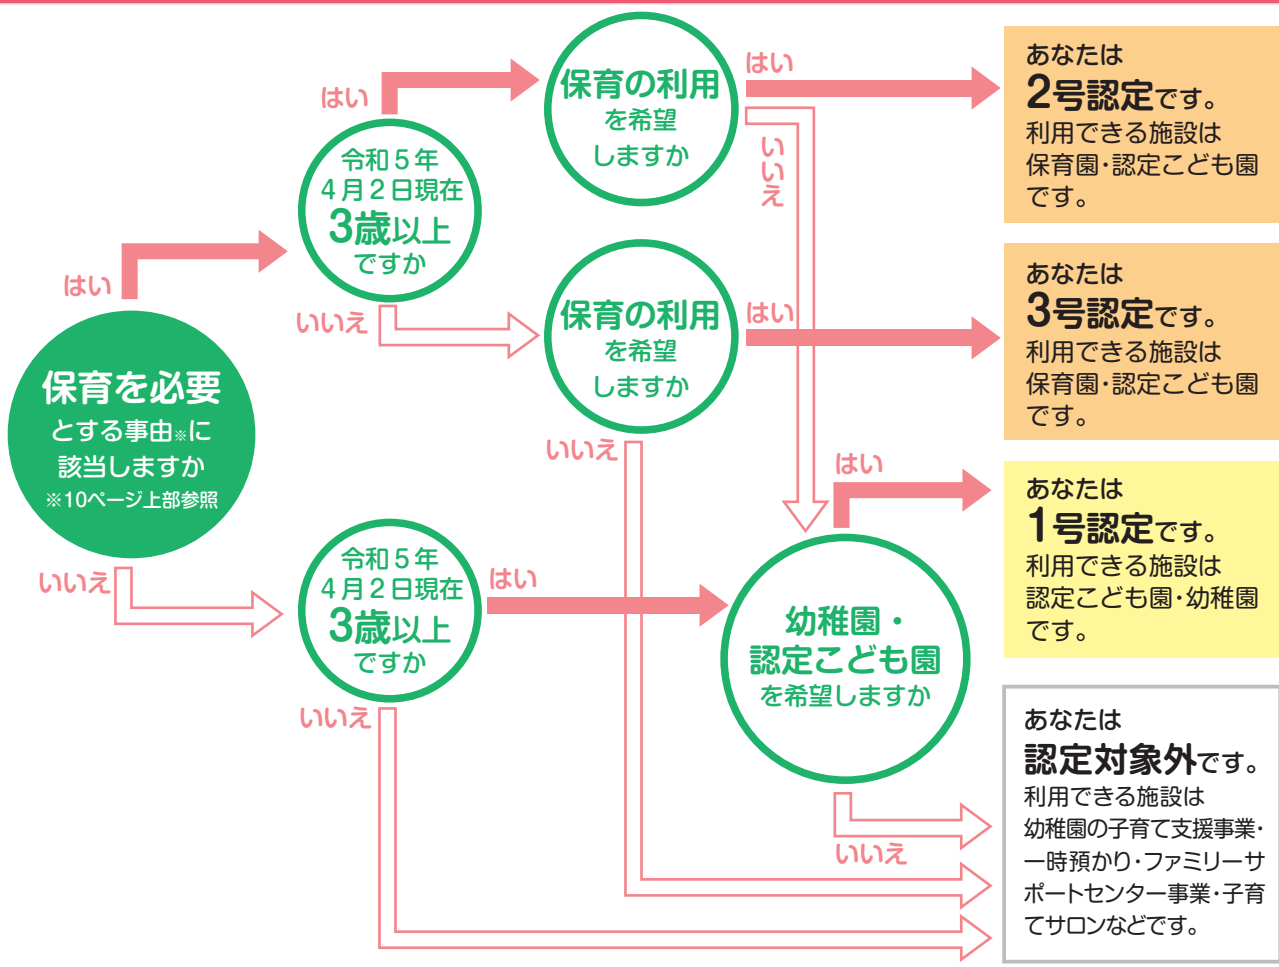 保育を必要
とする事由※に
該当しますか
※10ページ上部参照
はい
いいえ
令和5年
4月2日現在
3歳以上
ですか
はい
いいえ
保育の利用
を希望
しますか
はい
いいえ
保育の利用
を希望
しますか
はい
いいえ
令和5年
4月2日現在
3歳以上
ですか
はい
いいえ
幼稚園・
認定こども園
を希望しますか
はい
いいえ
あなたは
2号認定です。
利用できる施設は
保育園・認定こども園
です。
あなたは
3号認定です。
利用できる施設は
保育園・認定こども園
です。
あなたは
1号認定です。
利用できる施設は
認定こども園・幼稚園
です。
あなたは
認定対象外です。
利用できる施設は
幼稚園の子育て支援事業・
一時預かり・ファミリーサ
ポートセンター事業・子育
てサロンなどです。